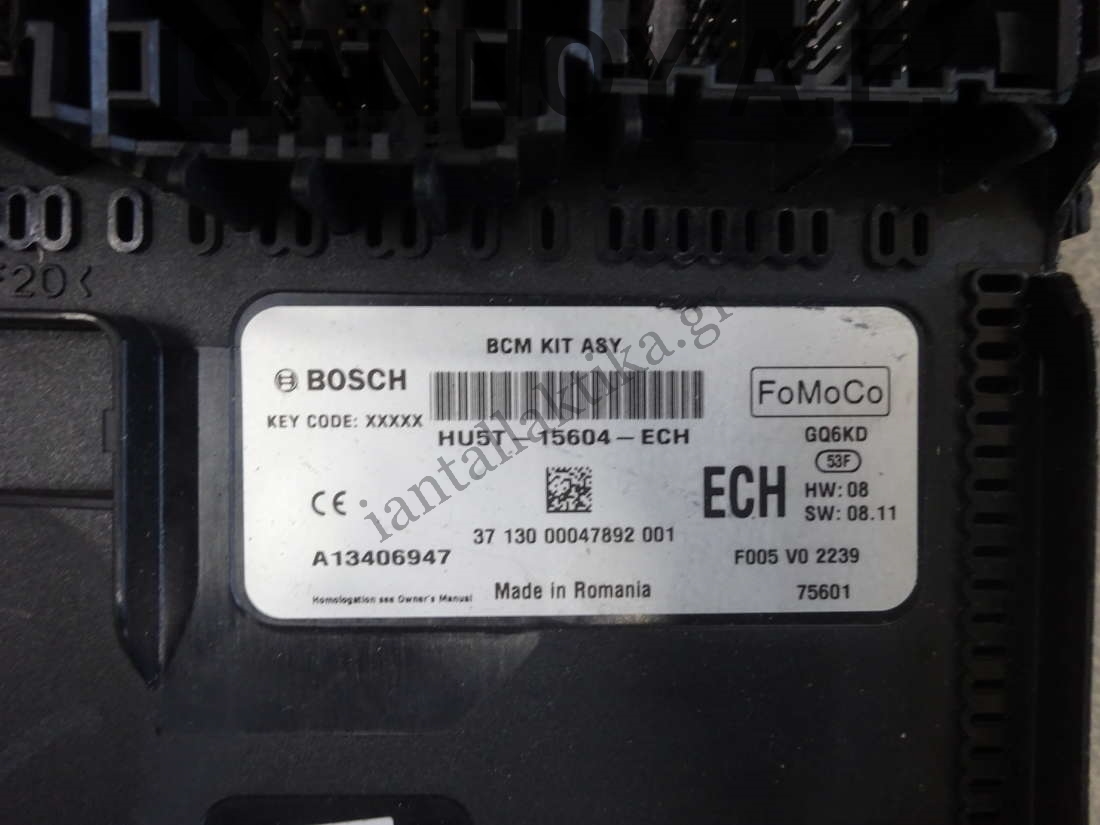 ΙΑΝΝΟΥ Α.Ε.
F20<
BCM KIT ASY
BOSCH
FoMoCo
KEY CODE: XXXXX
HU5T-15604-ECH
GQ6KD
53F
CE
ECH
HW: 08
SW: 08.11
37 130 00047892 001
A13406947
F005 V0 2239
Homologation see Owner's Manual
Made in Romania
75601
iantallaktika.gr